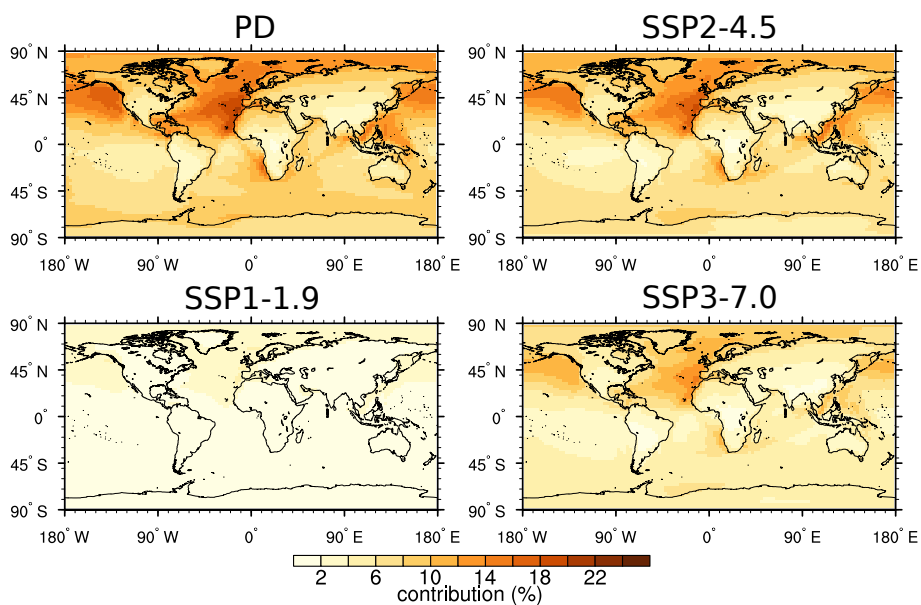 PD SSP2-4.5
90° N 90° N
45° N 45° N
0° 0°
45° S 45° S
90° S 90° S
180° W 90° W 0° 90° E 180° E 180° W 90° W 0° 90° E 180° E
SSP1-1.9 SSP3-7.0
90° N 90° N
45° N 45° N
0° 0°
45° S 45° S
90° S 90° S
180° W 90° W 0° 90° E 180° E 180° W 90° W 0° 90° E 180° E
2 6 10 14 18 22
contribution (%)